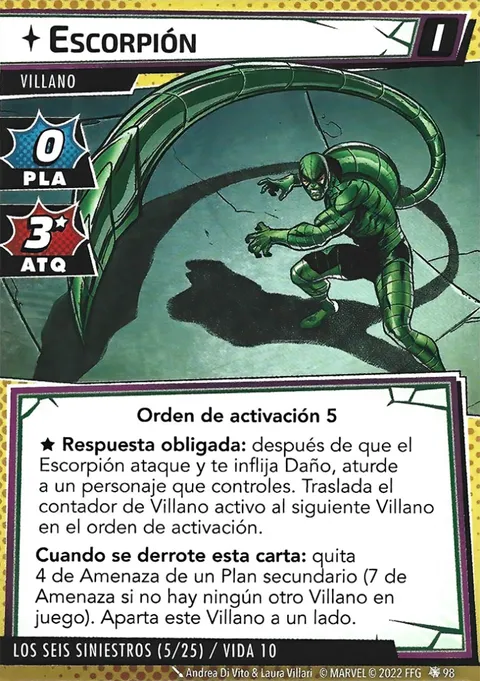 ESCORPIÓN
I
VILLANO
0
PLA
3★
ATQ
Orden de activación 5
★ Respuesta obligada: después de que el
Escorpión ataque y te inflija Daño, aturde
a un personaje que controles. Traslada el
contador de Villano activo al siguiente Villano
en el orden de activación.
Cuando se derrote esta carta: quita
4 de Amenaza de un Plan secundario (7 de
Amenaza si no hay ningún otro Villano en
juego). Aparta este Villano a un lado.
LOS SEIS SINIESTROS (5/25) / VIDA 10
Andrea Di Vito & Laura Villari © MARVEL © 2022 FFG 98